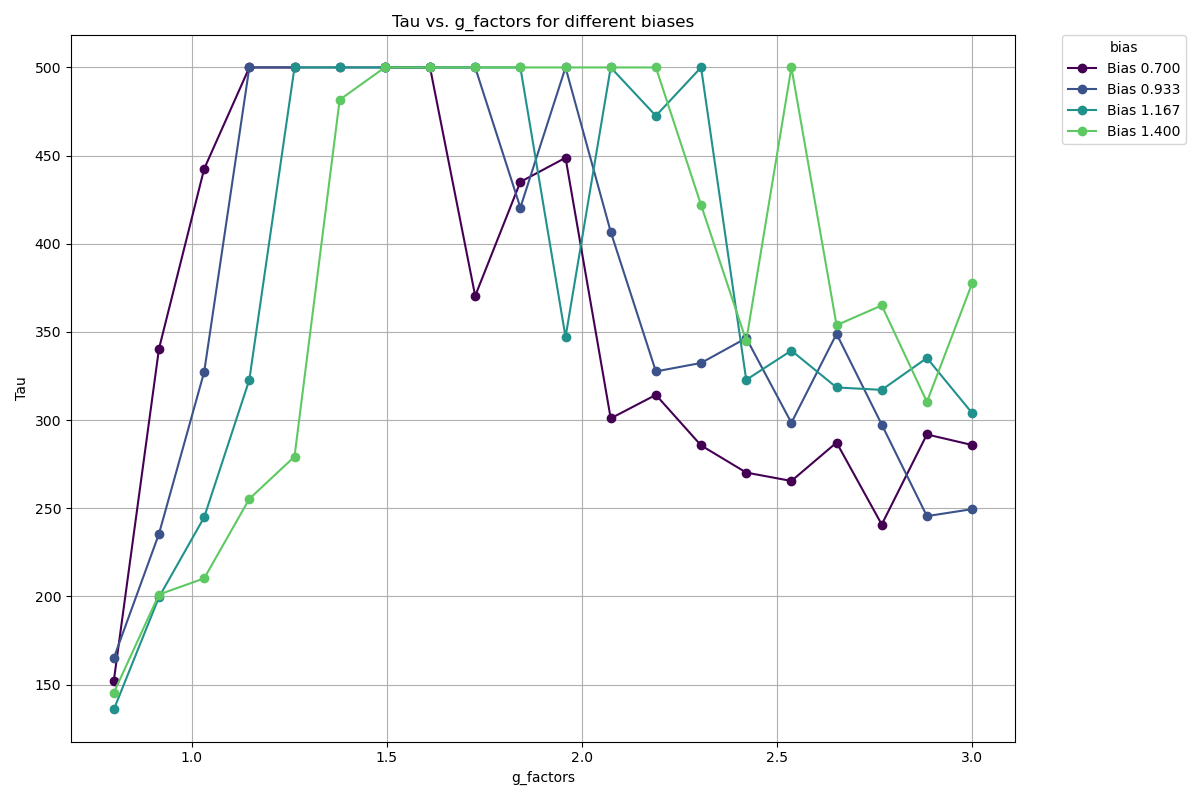 Tau vs. g_factors for different biases
bias
Bias 0.700
Bias 0.933
Bias 1.167
Bias 1.400
500
450
400
350
300
250
200
150
Tau
1.0 1.5 2.0 2.5 3.0
g_factors